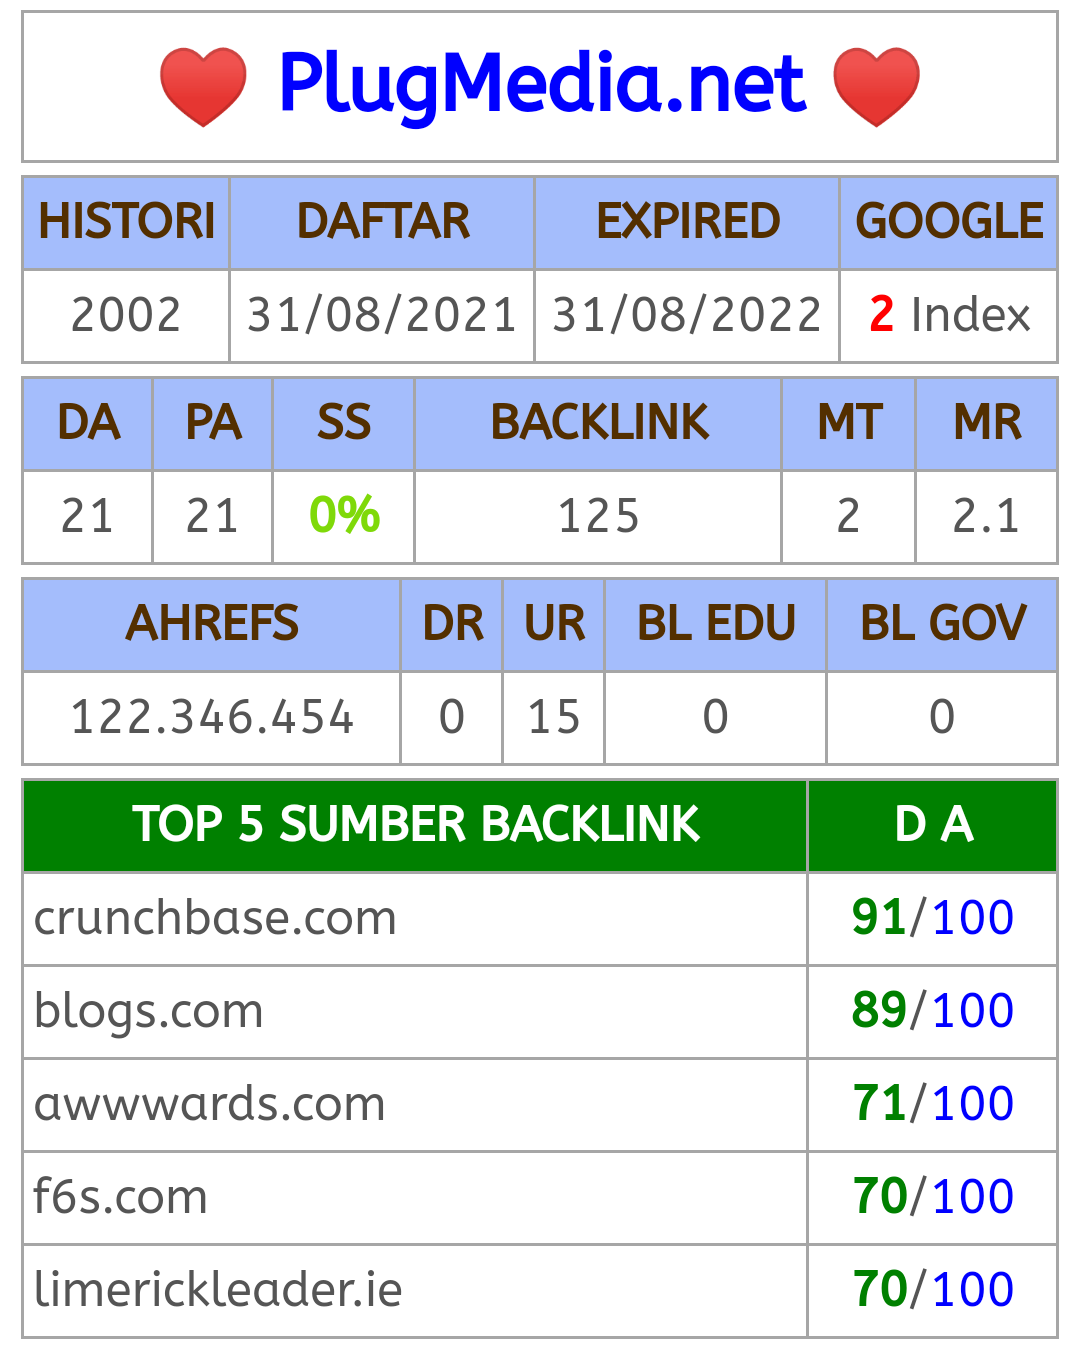 PlugMedia.net
HISTORI DAFTAR EXPIRED GOOGLE
2002 31/08/2021 31/08/2022 2 Index
DA PA SS BACKLINK MT MR
21 21 0% 125 2 2.1
AHREFS DR UR BL EDU BL GOV
122.346.454 0 15 0 0
TOP 5 SUMBER BACKLINK D A
crunchbase.com 91/100
blogs.com 89/100
awwwards.com 71/100
f6s.com 70/100
limerickleader.ie 70/100